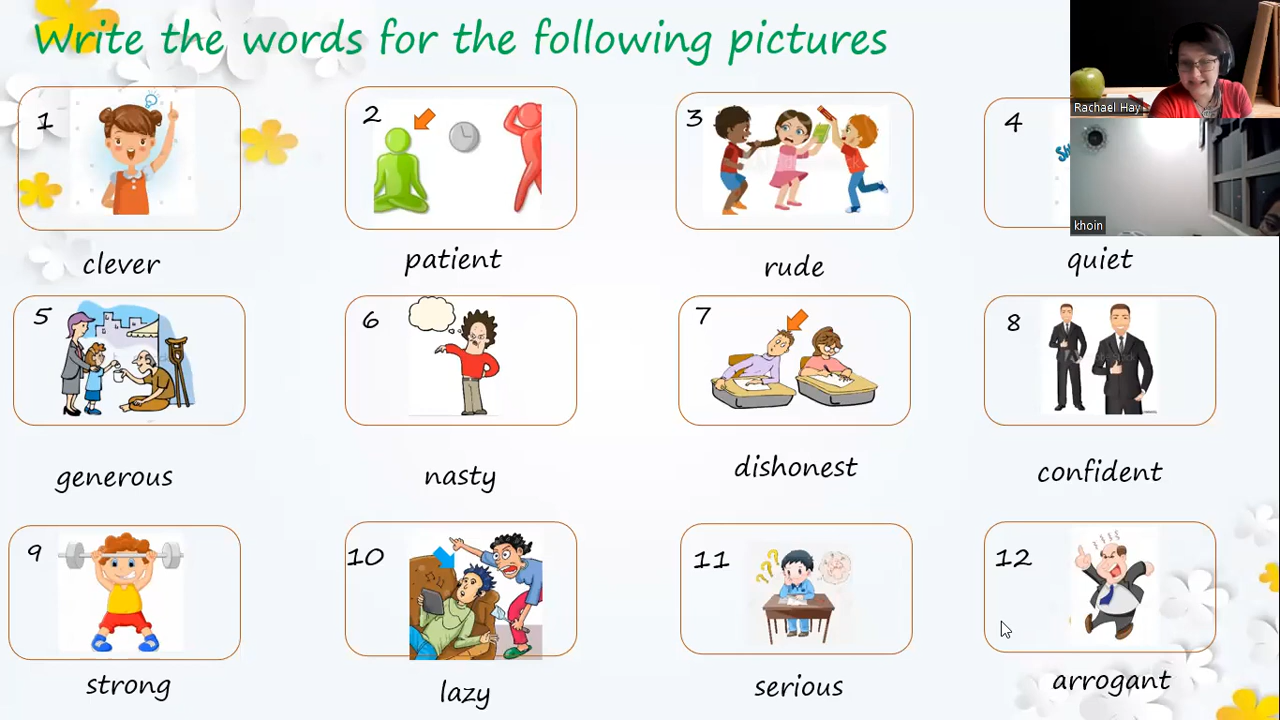 Write the words for the following pictures
1
2
3
4
clever
patient
rude
quiet
5
6
7
8
generous
nasty
dishonest
confident
9
10
11
12
strong
lazy
serious
arrogant
Rachael Hay
khoin